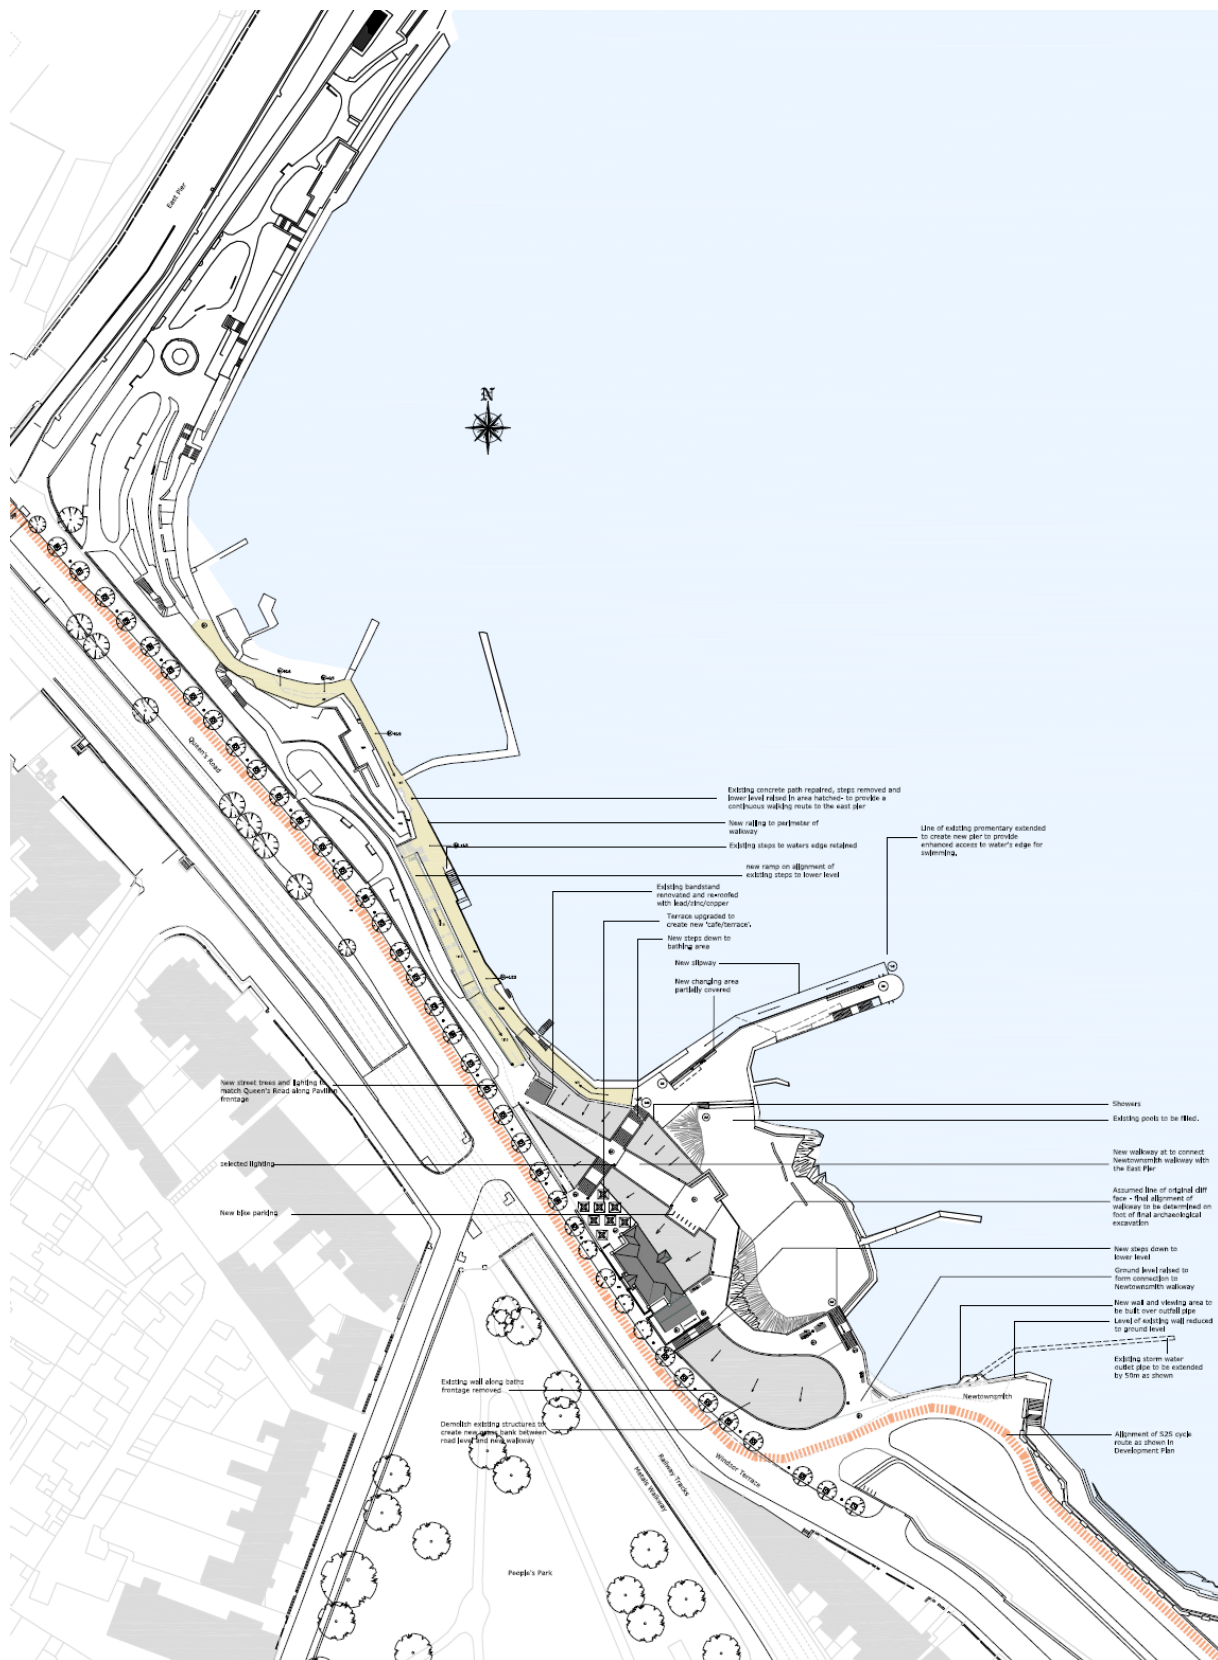 East Pier
N
Queen's Road
Existing concrete path repaired, steps removed and
lower level raised in area hatched- to provide a
continuous walking route to the east pier
New railing to perimeter of
walkway
Existing steps to waters edge retained
new ramp on alignment of
existing steps to lower level
Existing bandstand
renovated and re-roofed
with lead/zinc/copper
Terrace upgraded to
create new 'cafe/terrace'.
New steps down to
bathing area
New slipway
New changing area
partially covered
Line of existing promentary extended
to create new pier to provide
enhanced access to water's edge for
swimming.
New street trees and lighting to
match Queen's Road along Pavilion
frontage
selected lighting
New bike parking
Existing wall along baths
frontage removed
Demolish existing structures to
create new grass bank between
road level and new walkway
Showers
Existing pools to be filled.
New walkway at to connect
Newtownsmith walkway with
the East Pier
Assumed line of original cliff
face - final alignment of
walkway to be determined on
foot of final archaeological
excavation
New steps down to
lower level
Ground level raised to
form connection to
Newtownsmith walkway
New wall and viewing area to
be built over outfall pipe
Level of existing wall reduced
to ground level
Existing storm water
outlet pipe to be extended
by 50m as shown
Newtownsmith
Alignment of S2S cycle
route as shown in
Development Plan
Windsor Terrace
Railway Tracks
Metals Walkway
People's Park